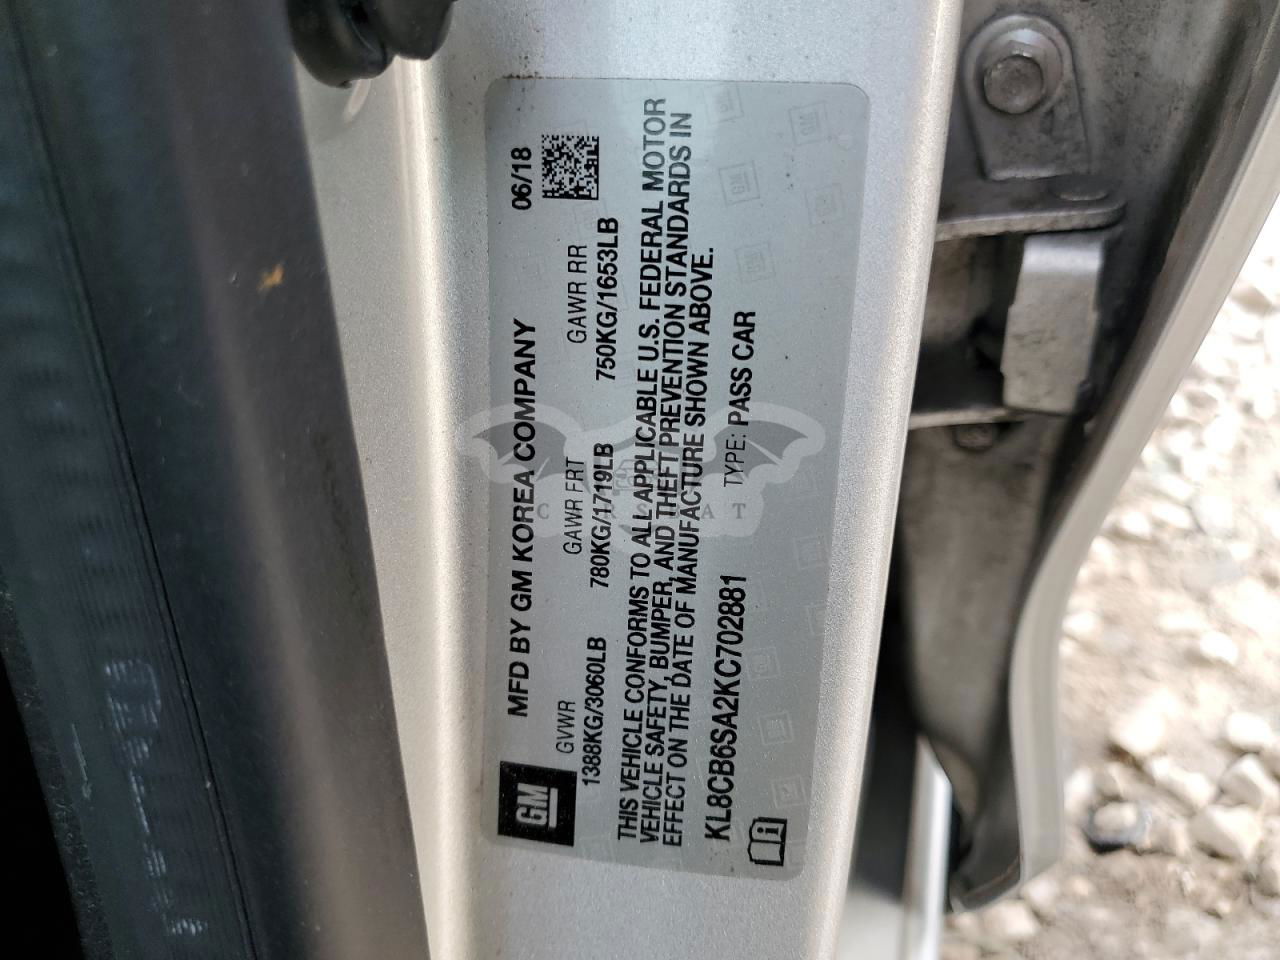 MFD BY GM KOREA COMPANY 06/18
GM
GVWR GAWR FRT GAWR RR
1388KG/3060LB 780KG/1719LB 750KG/1653LB
THIS VEHICLE CONFORMS TO ALL APPLICABLE U.S. FEDERAL MOTOR
VEHICLE SAFETY, BUMPER, AND THEFT PREVENTION STANDARDS IN
EFFECT ON THE DATE OF MANUFACTURE SHOWN ABOVE.
KL8CB6SA2KC702881 TYPE: PASS CAR